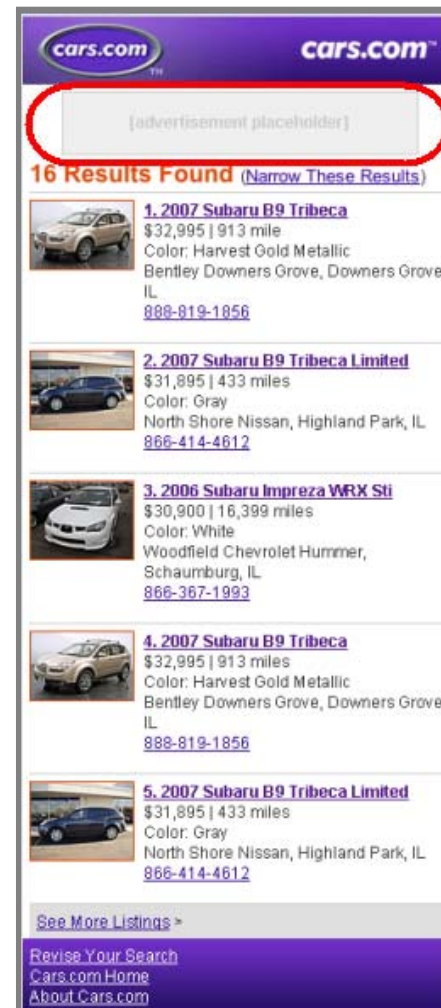 cars.com
TM
cars.com™
[advertisement placeholder]
16 Results Found (Narrow These Results)
1. 2007 Subaru B9 Tribeca
$32,995 | 913 mile
Color: Harvest Gold Metallic
Bentley Downers Grove, Downers Grove
IL
888-819-1856
2. 2007 Subaru B9 Tribeca Limited
$31,895 | 433 miles
Color: Gray
North Shore Nissan, Highland Park, IL
866-414-4612
3. 2006 Subaru Impreza WRX Sti
$30,900 | 16,399 miles
Color: White
Woodfield Chevrolet Hummer,
Schaumburg, IL
866-367-1993
4. 2007 Subaru B9 Tribeca
$32,995 | 913 miles
Color: Harvest Gold Metallic
Bentley Downers Grove, Downers Grove
IL
888-819-1856
5. 2007 Subaru B9 Tribeca Limited
$31,895 | 433 miles
Color: Gray
North Shore Nissan, Highland Park, IL
866-414-4612
See More Listings »
Revise Your Search
Cars.com Home
About Cars.com